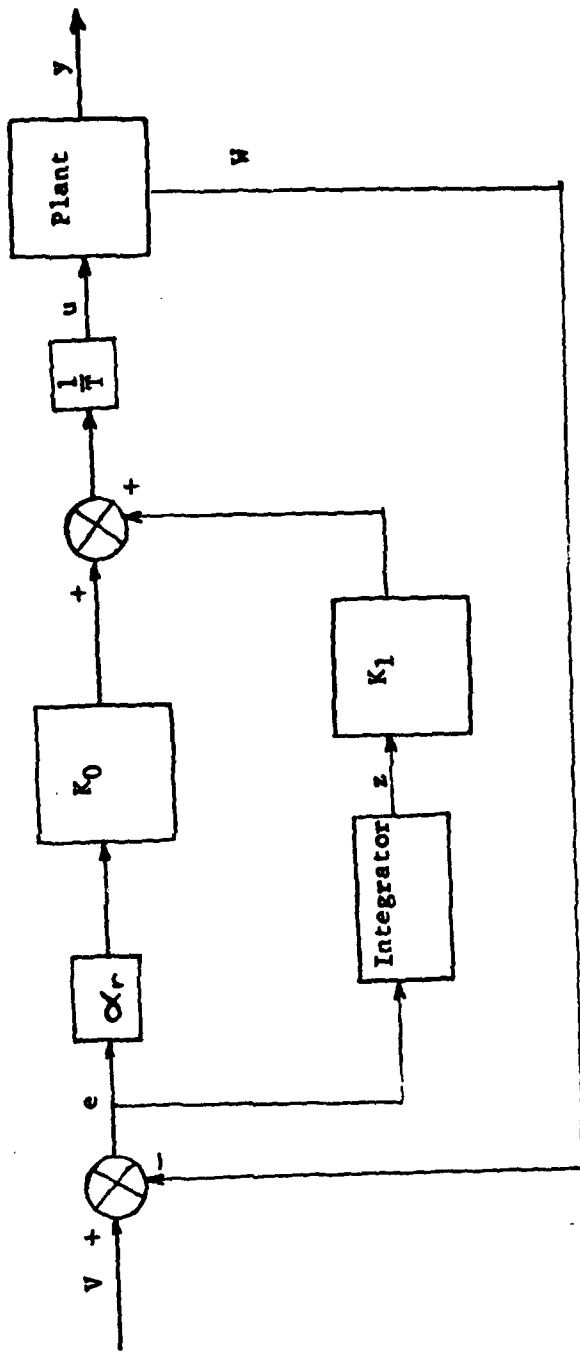 V
+
-
e
αr
K0
+
+
1/T
u
Plant
y
W
Integrator
z
K1